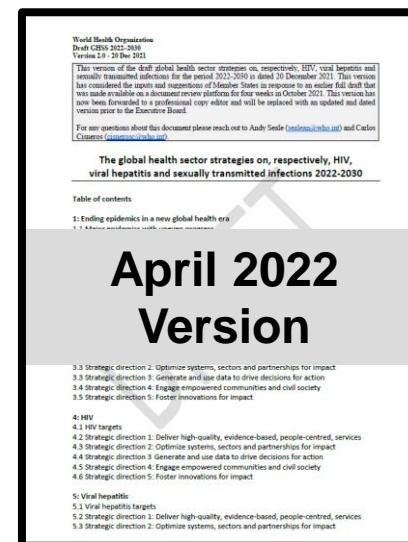 World Health Organization
Draft GHSS 2022-2030
Version 2.0 - 20 Dec 2021
This version of the draft global health sector strategies on, respectively, HIV, viral hepatitis and
sexually transmitted infections for the period 2022-2030 is dated 20 December 2021. This version
has considered the inputs and suggestions of Member States in response to an earlier full draft that
was made available on a document review platform for four weeks in October 2021. This version has
now been forwarded to a professional copy editor and will be replaced with an updated and dated
version prior to the Executive Board.
For any questions about this document please reach out to Andy Seale (sealea@who.int) and Carlos
Cisneros (cisnerosc@who.int).
The global health sector strategies on, respectively, HIV,
viral hepatitis and sexually transmitted infections 2022-2030
Table of contents
1: Ending epidemics in a new global health era
1.1 Major epidemics with uneven progress
April 2022
Version
3.3 Strategic direction 2: Optimize systems, sectors and partnerships for impact
3.3 Strategic direction 3: Generate and use data to drive decisions for action
3.4 Strategic direction 4: Engage empowered communities and civil society
3.5 Strategic direction 5: Foster innovations for impact
4: HIV
4.1 HIV targets
4.2 Strategic direction 1: Deliver high-quality, evidence-based, people-centred, services
4.3 Strategic direction 2: Optimize systems, sectors and partnerships for impact
4.4 Strategic direction 3 Generate and use data to drive decisions for action
4.5 Strategic direction 4: Engage empowered communities and civil society
4.6 Strategic direction 5: Foster innovations for impact
5: Viral hepatitis
5.1 Viral hepatitis targets
5.2 Strategic direction 1: Deliver high-quality, evidence-based, people-centred, services
5.3 Strategic direction 2: Optimize systems, sectors and partnerships for impact